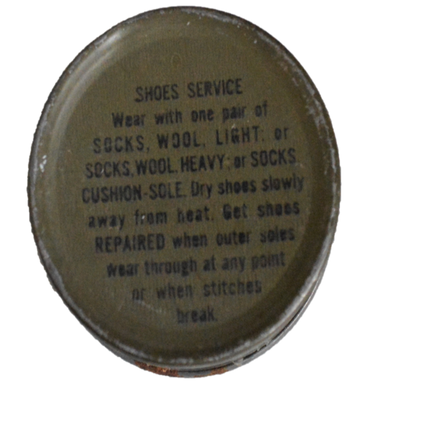 SHOES SERVICE
Wear with one pair of
SOCKS, WOOL, LIGHT; or
SOCKS, WOOL, HEAVY; or SOCKS,
CUSHION-SOLE. Dry shoes slowly
away from heat. Get shoes
REPAIRED when outer soles
wear through at any point
or when stitches
break.